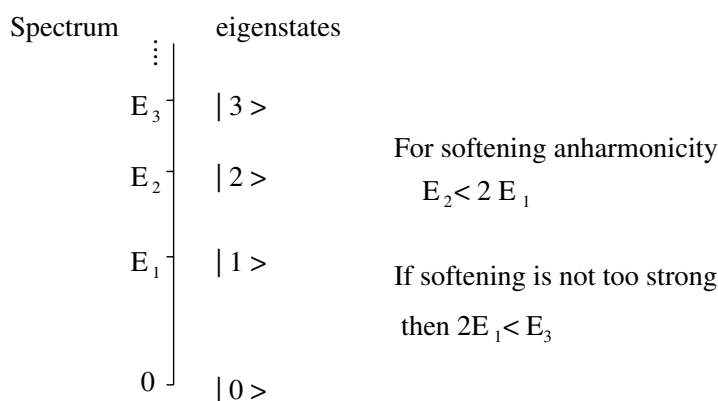 Spectrum eigenstates
E3 | 3 >
E2 | 2 >
E1 | 1 >
0 | 0 >
For softening anharmonicity
E2 < 2 E1
If softening is not too strong
then 2E1 < E3